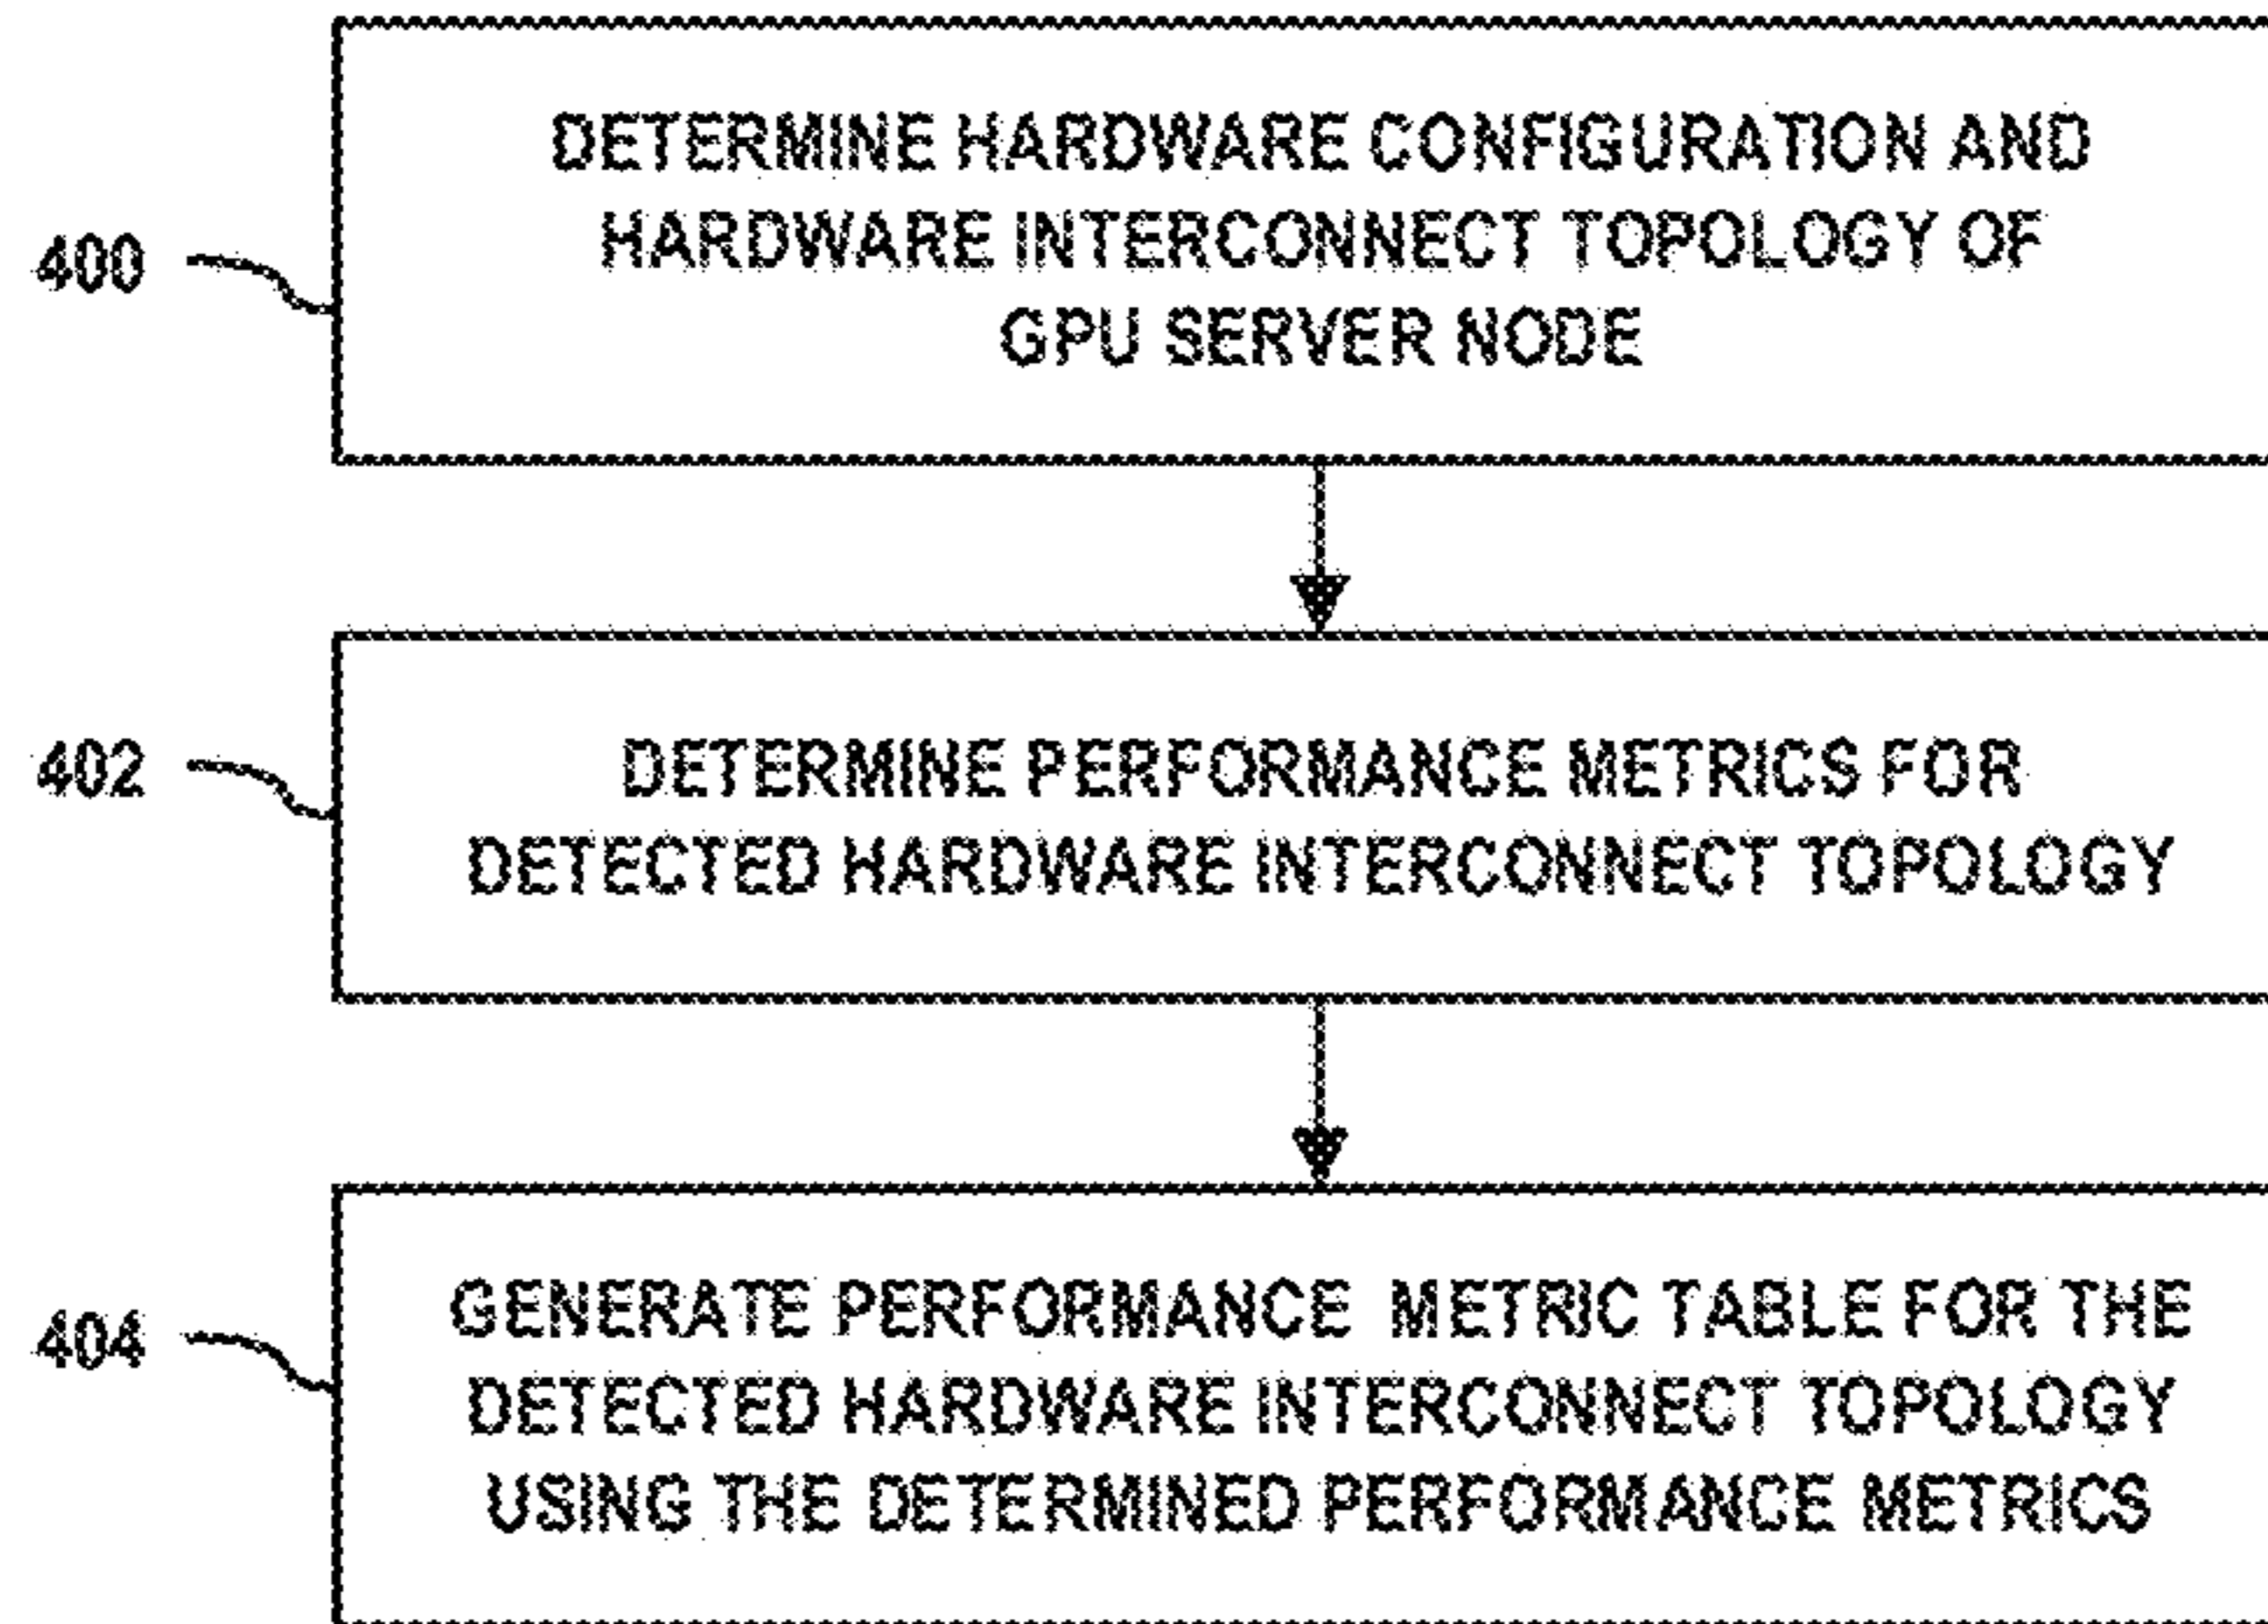 DETERMINE HARDWARE CONFIGURATION AND
HARDWARE INTERCONNECT TOPOLOGY OF
GPU SERVER NODE
400
DETERMINE PERFORMANCE METRICS FOR
DETECTED HARDWARE INTERCONNECT TOPOLOGY
402
GENERATE PERFORMANCE METRIC TABLE FOR THE
DETECTED HARDWARE INTERCONNECT TOPOLOGY
USING THE DETERMINED PERFORMANCE METRICS
404